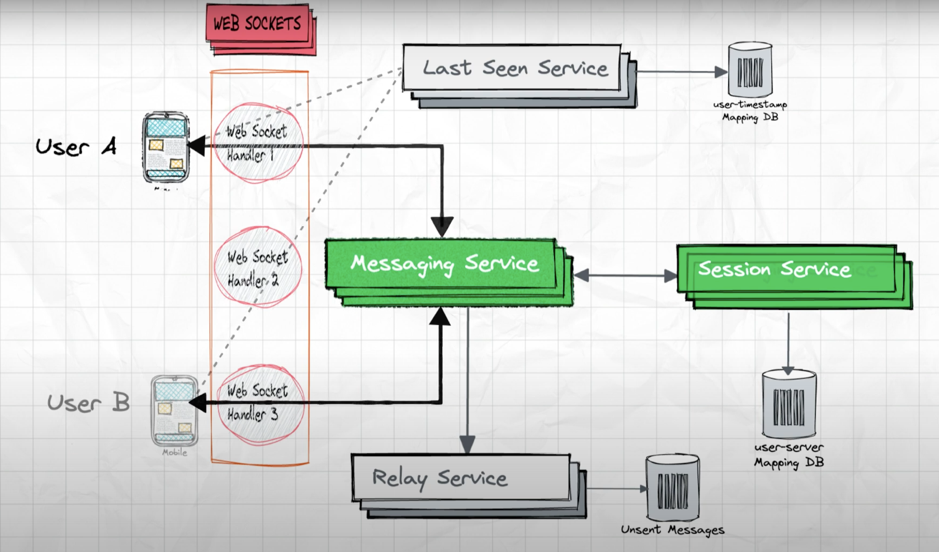 WEB SOCKETS
Last Seen Service
user-timestamp
Mapping DB
User A
Web Socket
Handler 1
Web Socket
Handler 2
Messaging Service
Session Service
User B
Mobile
Web Socket
Handler 3
user-server
Mapping DB
Relay Service
Unsent Messages